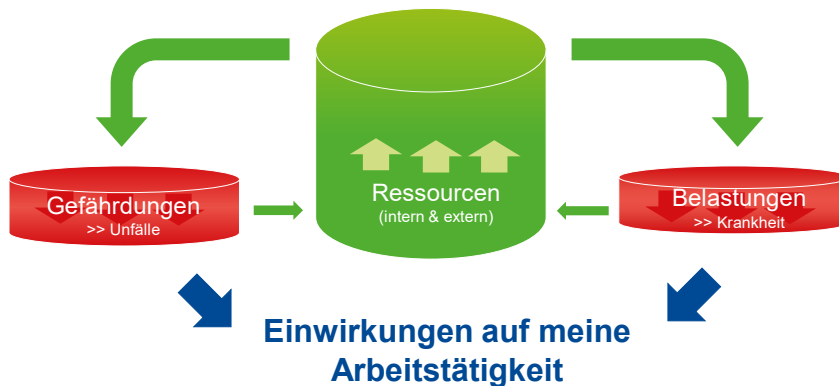 Gefährdungen
>> Unfälle
Ressourcen
(intern & extern)
Belastungen
>> Krankheit
Einwirkungen auf meine
Arbeitstätigkeit